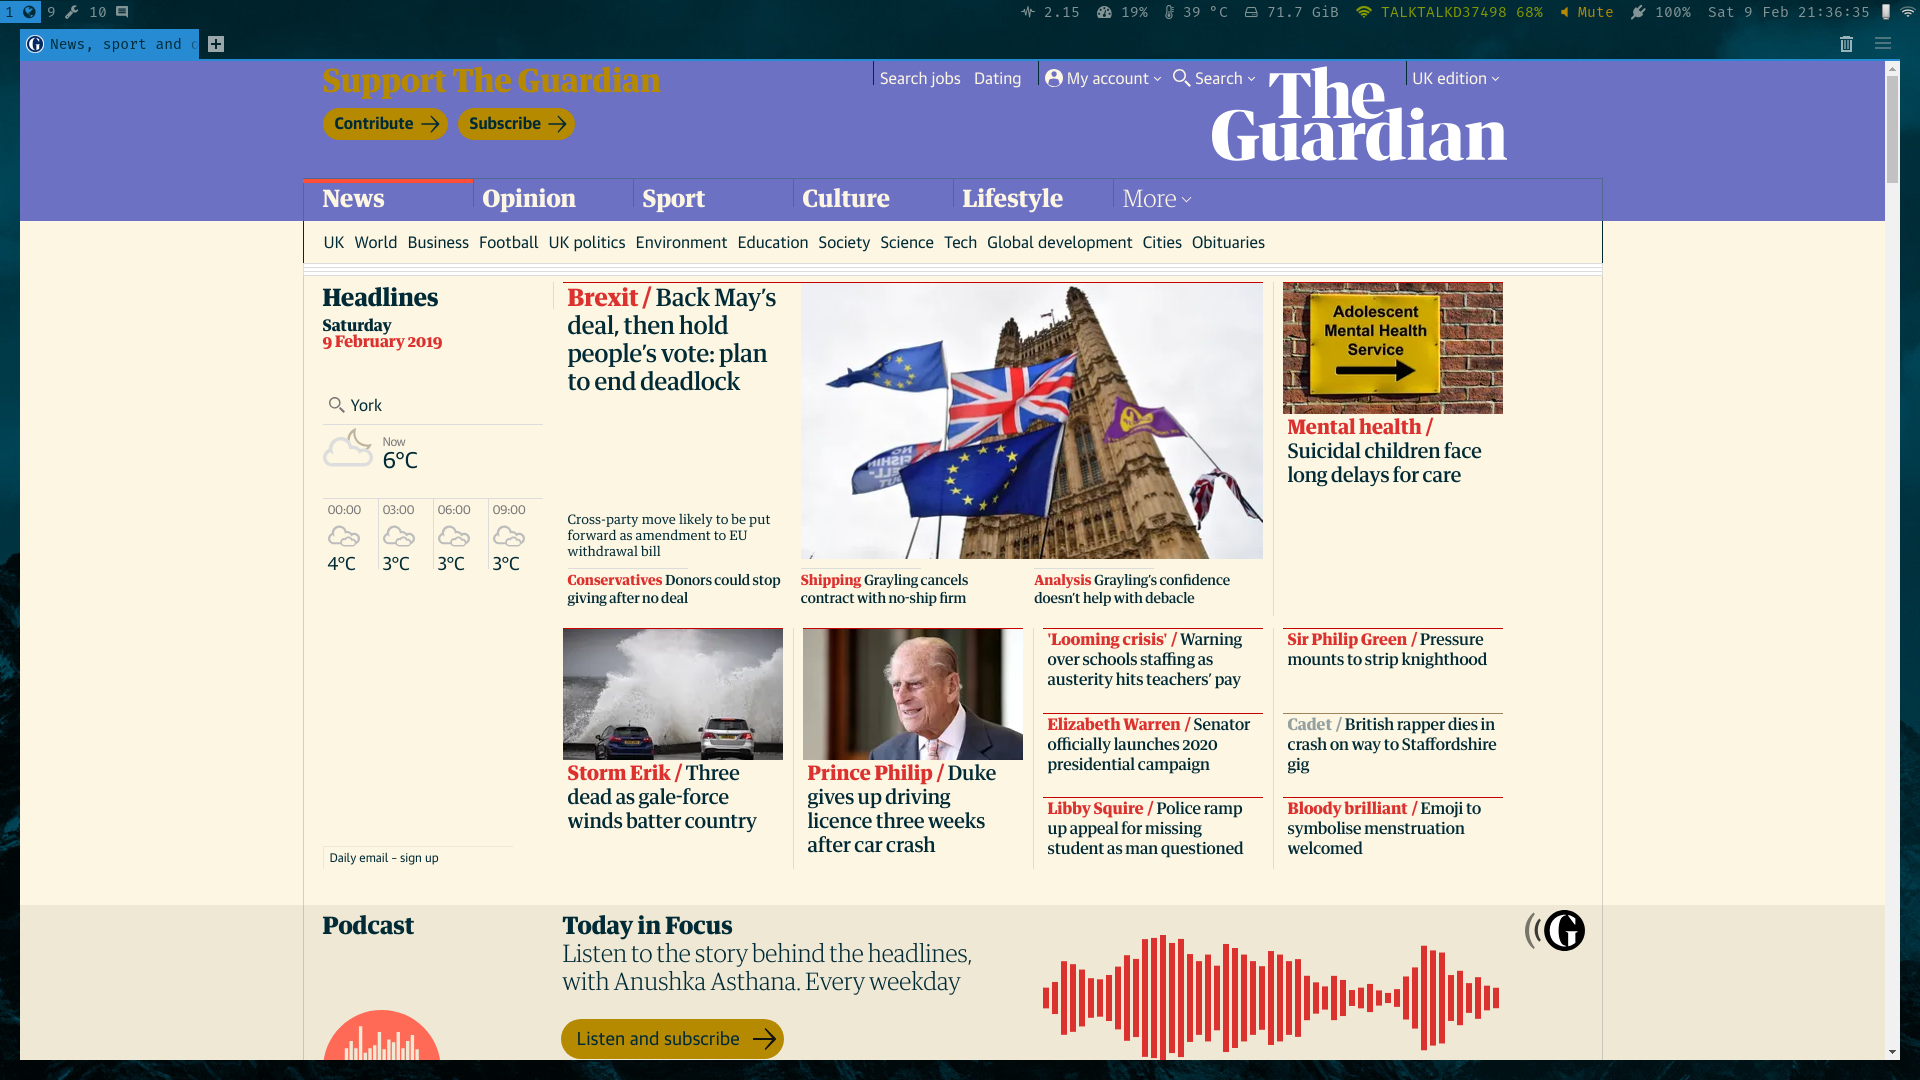 1 9 10 2.15 19% 39 °C 71.7 GiB TALKTALKD37498 68% Mute 100% Sat 9 Feb 21:36:35
News, sport and
Support The Guardian
Contribute Subscribe
Search jobs Dating My account Search UK edition
The
Guardian
News Opinion Sport Culture Lifestyle More
UK World Business Football UK politics Environment Education Society Science Tech Global development Cities Obituaries
Headlines
Saturday
9 February 2019
York
Now
6°C
00:00 03:00 06:00 09:00
4°C 3°C 3°C 3°C
Daily email – sign up
Brexit / Back May’s
deal, then hold
people’s vote: plan
to end deadlock
Cross-party move likely to be put
forward as amendment to EU
withdrawal bill
Adolescent
Mental Health
Service
Mental health /
Suicidal children face
long delays for care
Conservatives Donors could stop
giving after no deal
Shipping Grayling cancels
contract with no-ship firm
Analysis Grayling’s confidence
doesn’t help with debacle
Storm Erik / Three
dead as gale-force
winds batter country
Prince Philip / Duke
gives up driving
licence three weeks
after car crash
'Looming crisis' / Warning
over schools staffing as
austerity hits teachers’ pay
Elizabeth Warren / Senator
officially launches 2020
presidential campaign
Libby Squire / Police ramp
up appeal for missing
student as man questioned
Sir Philip Green / Pressure
mounts to strip knighthood
Cadet / British rapper dies in
crash on way to Staffordshire
gig
Bloody brilliant / Emoji to
symbolise menstruation
welcomed
Podcast
Today in Focus
Listen to the story behind the headlines,
with Anushka Asthana. Every weekday
Listen and subscribe
G